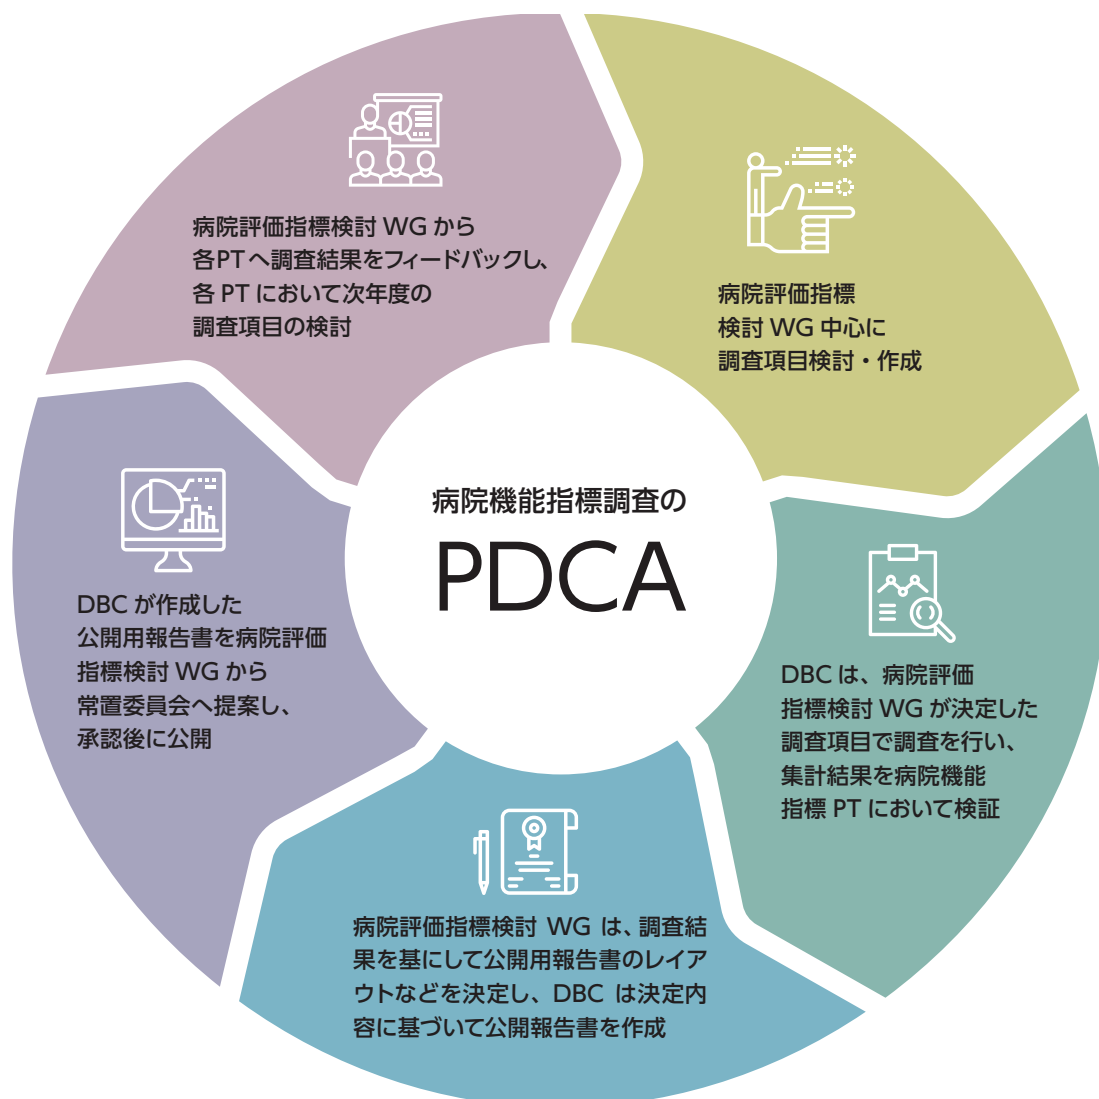 病院機能指標調査の
PDCA
病院評価指標
検討 WG 中心に
調査項目検討・作成
DBC は、病院評価
指標検討 WG が決定した
調査項目で調査を行い、
集計結果を病院機能
指標 PT において検証
病院評価指標検討 WG は、調査結
果を基にして公開用報告書のレイア
ウトなどを決定し、DBC は決定内
容に基づいて公開報告書を作成
DBC が作成した
公開用報告書を病院評価
指標検討 WG から
常置委員会へ提案し、
承認後に公開
病院評価指標検討 WG から
各PTへ調査結果をフィードバックし、
各 PT において次年度の
調査項目の検討